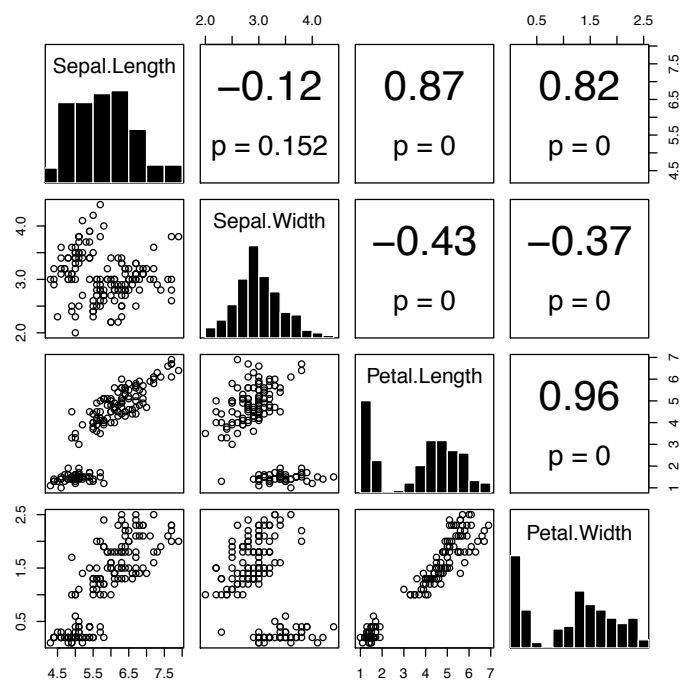 2.0 3.0 4.0
0.5 1.5 2.5
Sepal.Length
−0.12
p = 0.152
0.87
p = 0
0.82
p = 0
4.5 5.5 6.5 7.5
2.0 3.0 4.0
Sepal.Width
−0.43
p = 0
−0.37
p = 0
Petal.Length
0.96
p = 0
1 2 3 4 5 6 7
0.5 1.5 2.5
Petal.Width
4.5 5.5 6.5 7.5
1 2 3 4 5 6 7